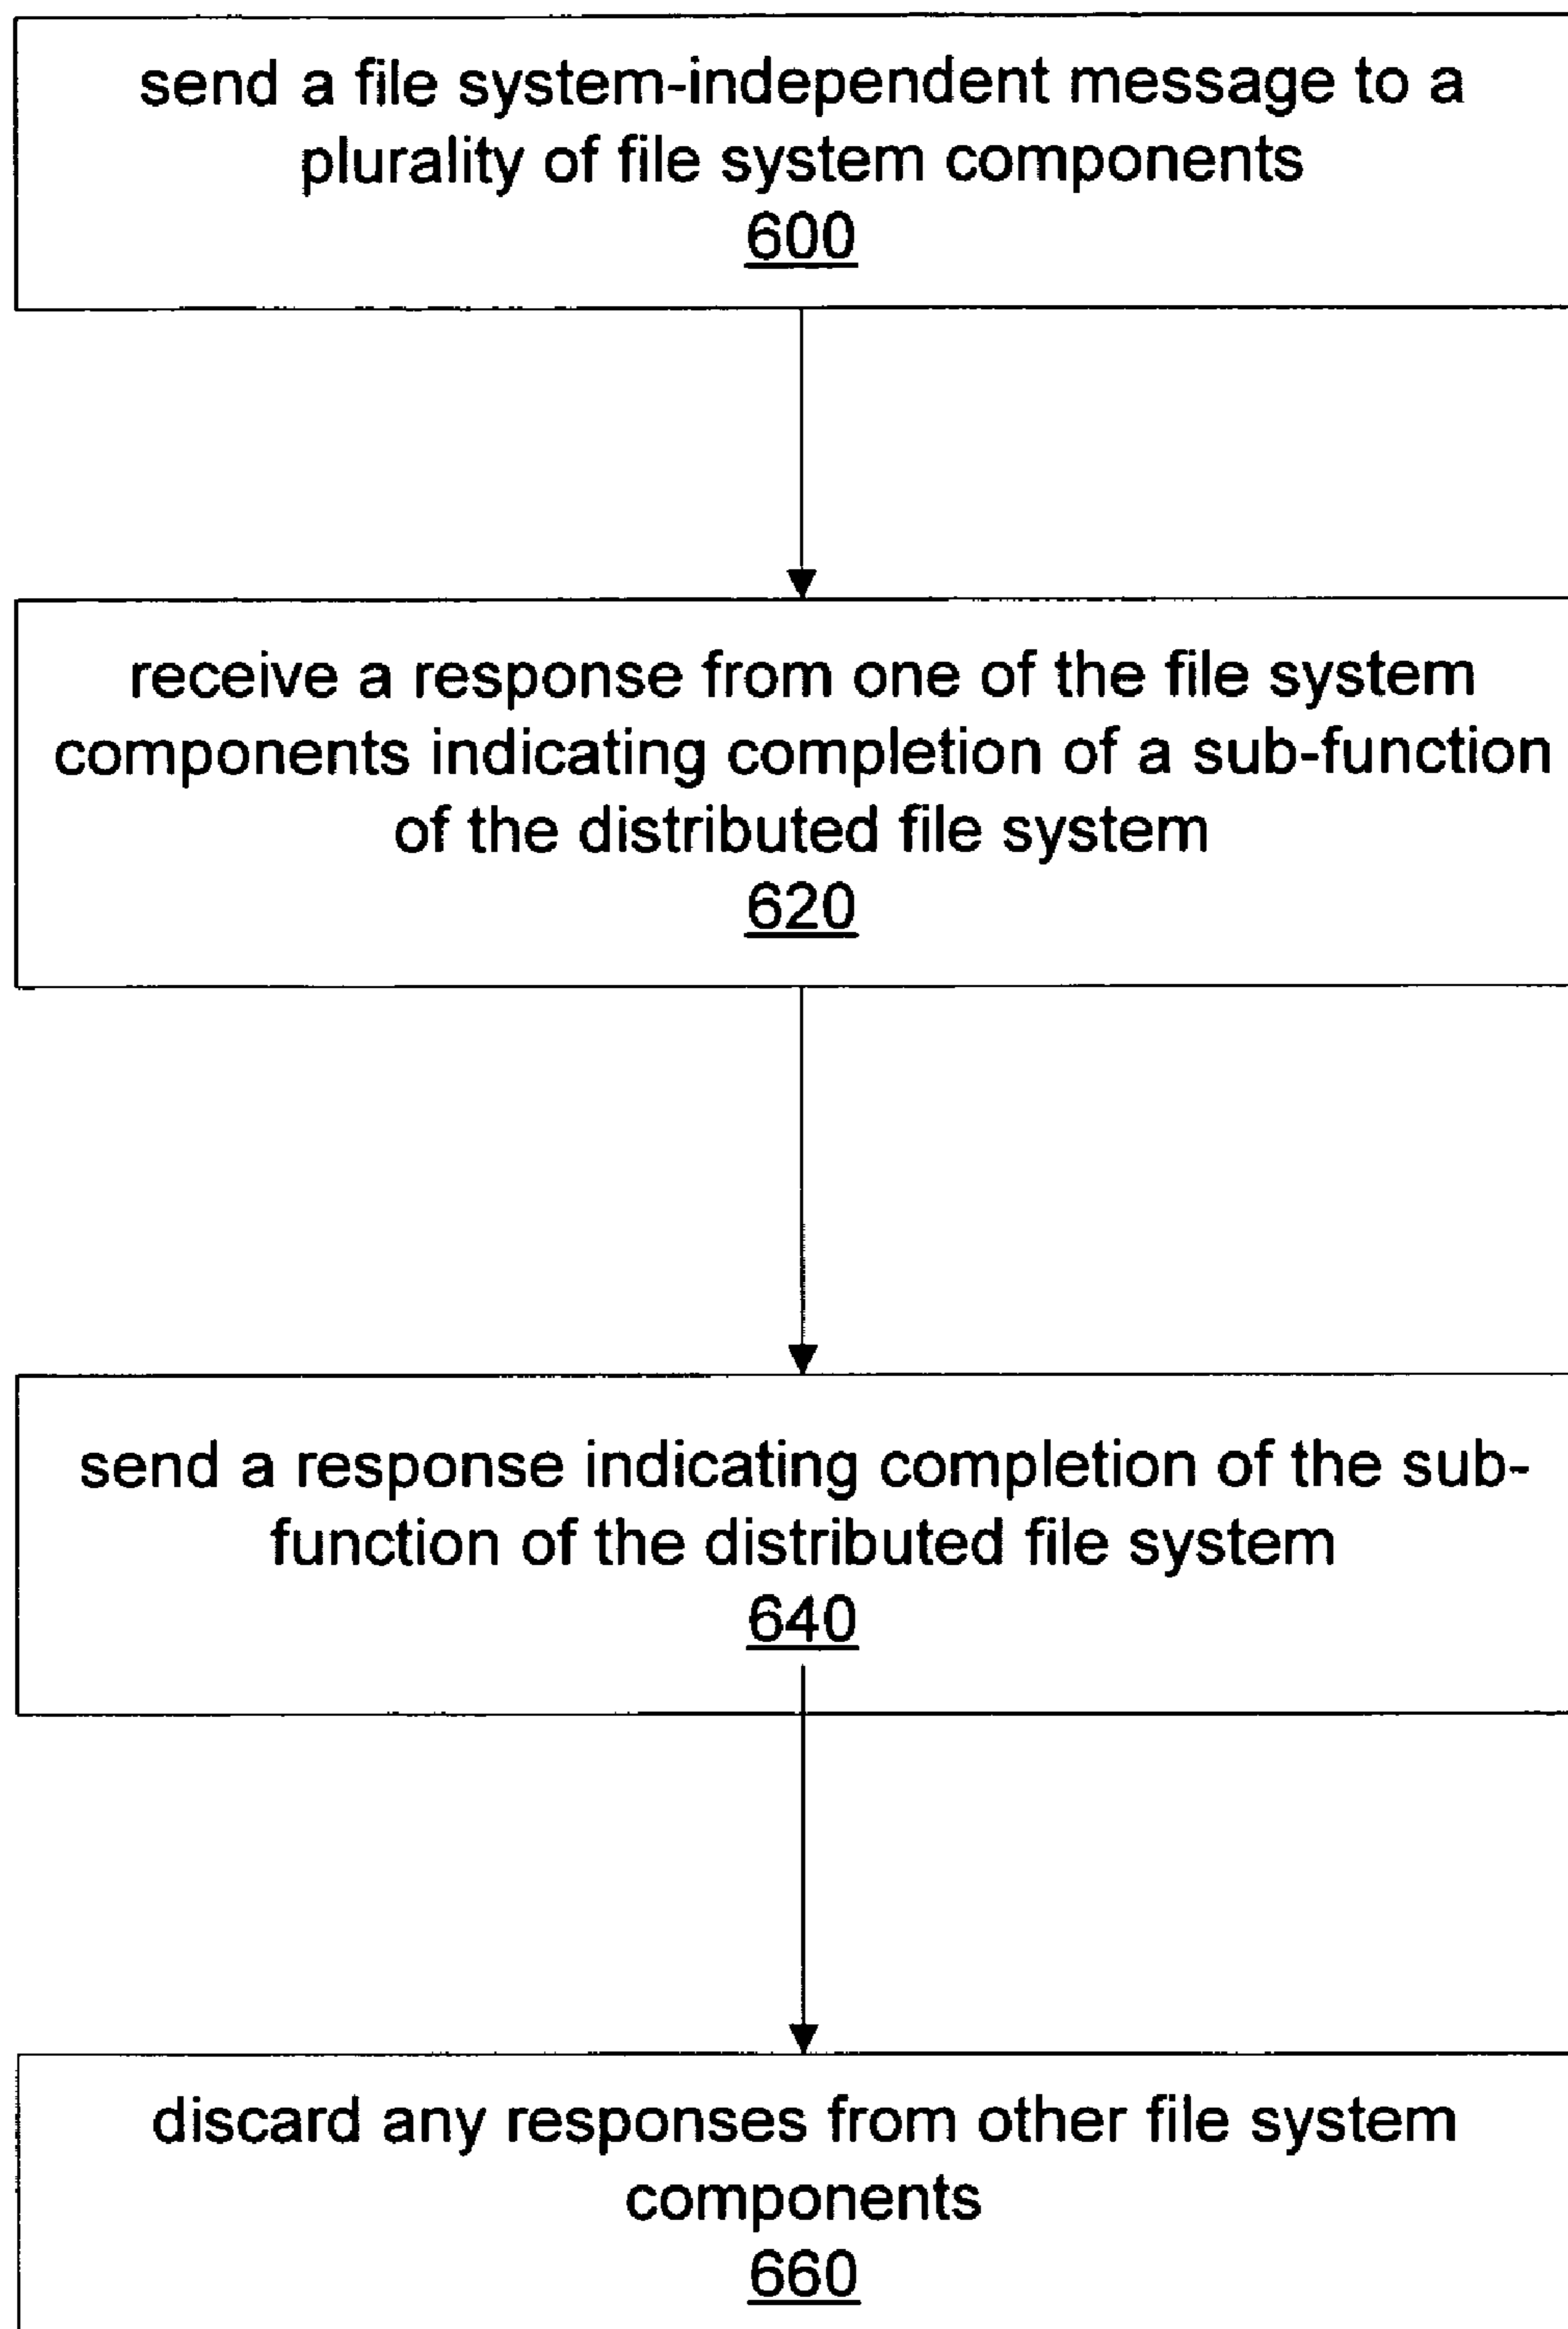 send a file system-independent message to a
plurality of file system components
600
receive a response from one of the file system
components indicating completion of a sub-function
of the distributed file system
620
send a response indicating completion of the sub-
function of the distributed file system
640
discard any responses from other file system
components
660